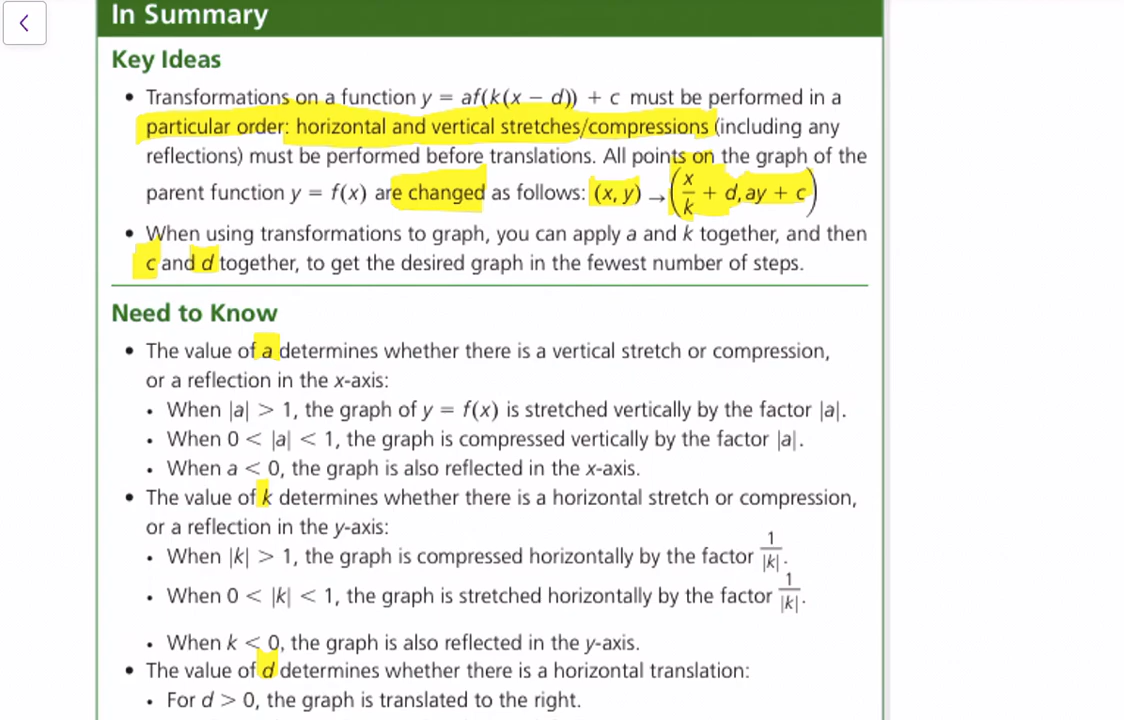 In Summary
Key Ideas
• Transformations on a function y = af(k(x − d)) + c must be performed in a
particular order: horizontal and vertical stretches/compressions (including any
reflections) must be performed before translations. All points on the graph of the
parent function y = f(x) are changed as follows: (x, y) → (x/k + d, ay + c)
• When using transformations to graph, you can apply a and k together, and then
c and d together, to get the desired graph in the fewest number of steps.
Need to Know
• The value of a determines whether there is a vertical stretch or compression,
or a reflection in the x-axis:
• When |a| > 1, the graph of y = f(x) is stretched vertically by the factor |a|.
• When 0 < |a| < 1, the graph is compressed vertically by the factor |a|.
• When a < 0, the graph is also reflected in the x-axis.
• The value of k determines whether there is a horizontal stretch or compression,
or a reflection in the y-axis:
• When |k| > 1, the graph is compressed horizontally by the factor 1/|k|.
• When 0 < |k| < 1, the graph is stretched horizontally by the factor 1/|k|.
• When k < 0, the graph is also reflected in the y-axis.
• The value of d determines whether there is a horizontal translation:
• For d > 0, the graph is translated to the right.